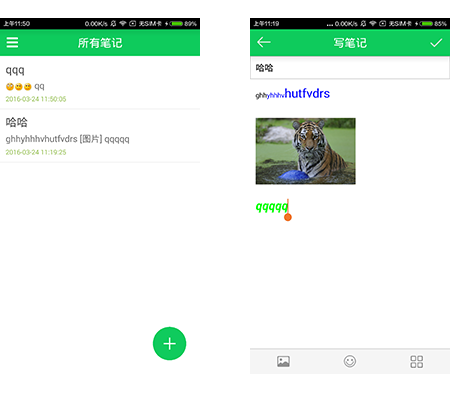 上午11:50
0.00K/s
无SIM卡
89%
所有笔记
qqq
qq
2016-03-24 11:50:05
哈哈
ghhyhhhvhutfvdrs [图片] qqqqq
2016-03-24 11:19:25
上午11:19
... 0.00K/s
无SIM卡
85%
写笔记
哈哈
ghhyhhhvhutfvdrs
qqqqq